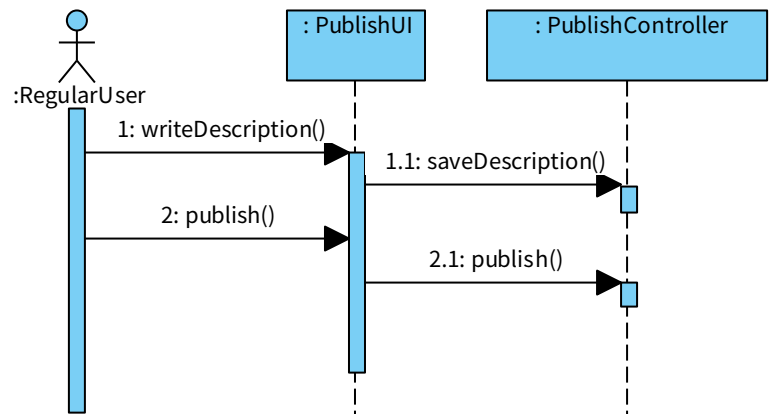 : PublishUI
: PublishController
:RegularUser
1: writeDescription()
1.1: saveDescription()
2: publish()
2.1: publish()